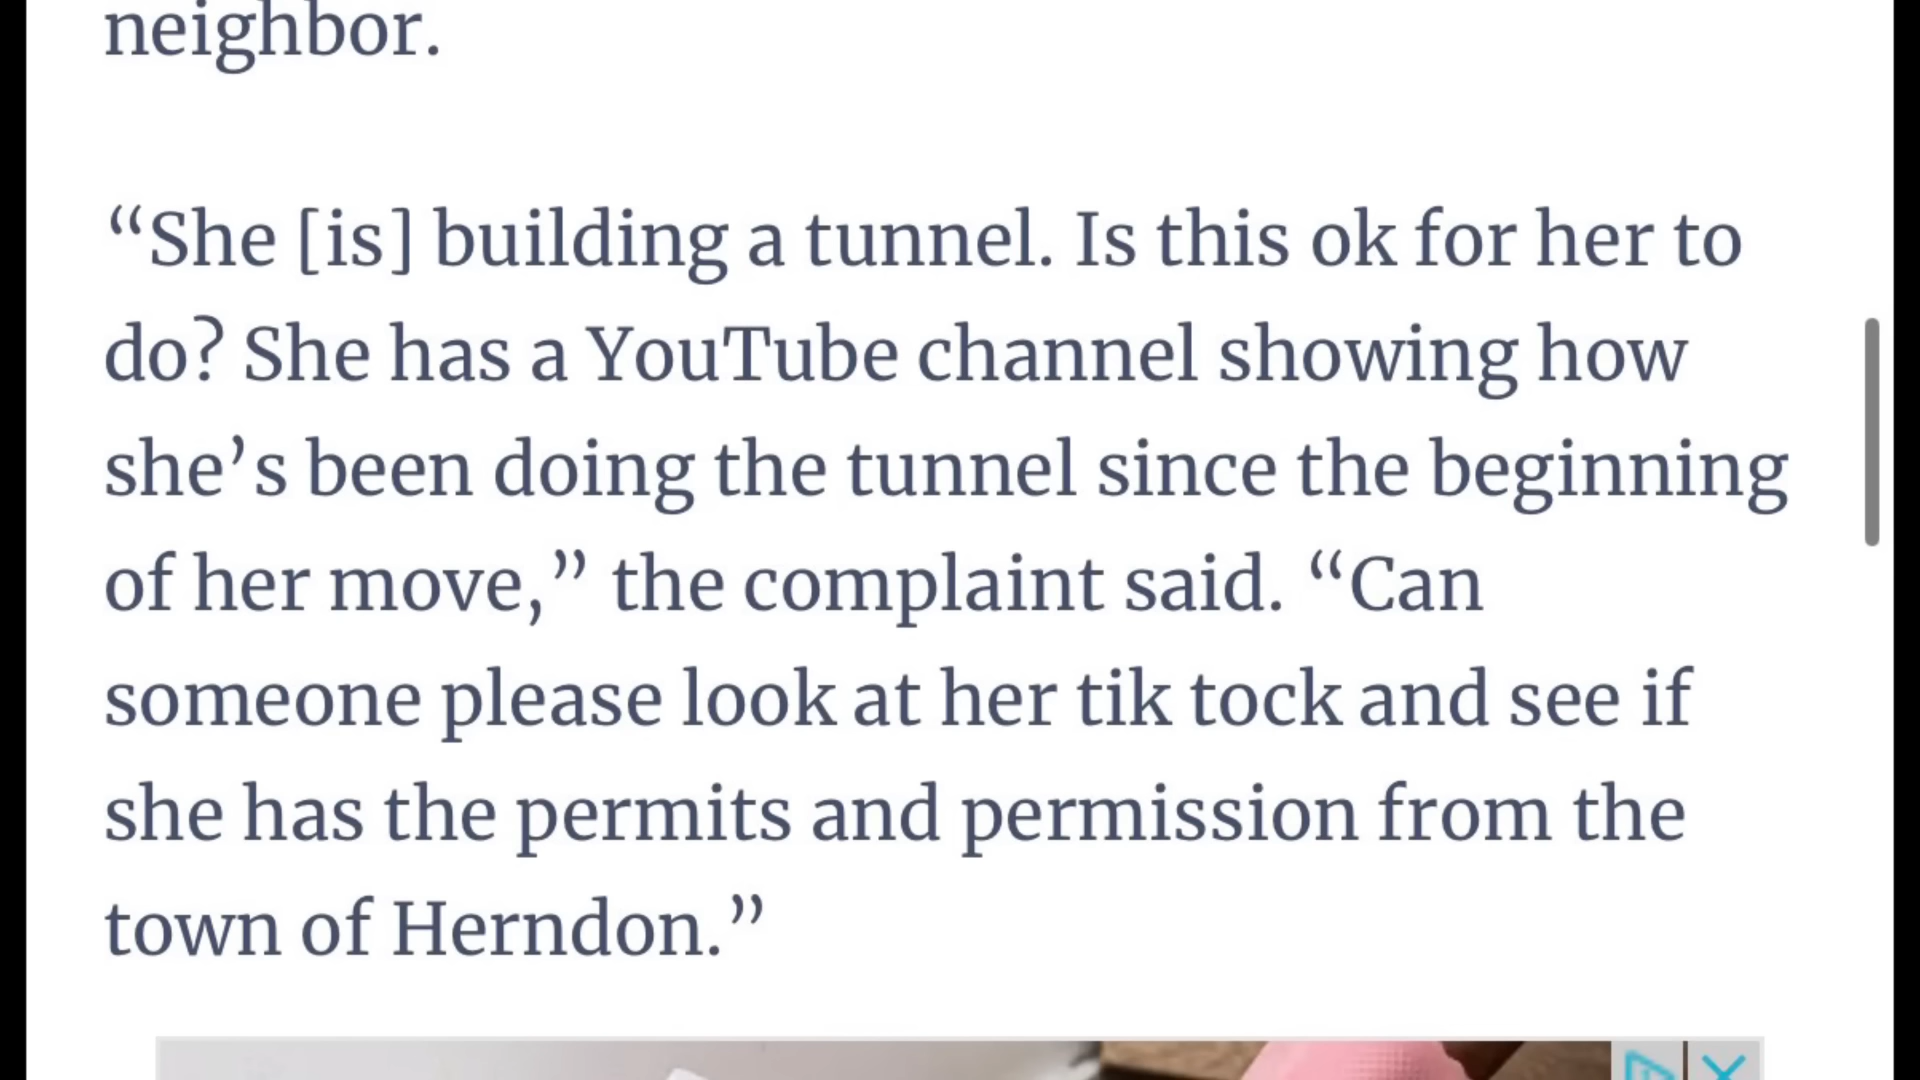 neighbor.
“She [is] building a tunnel. Is this ok for her to
do? She has a YouTube channel showing how
she’s been doing the tunnel since the beginning
of her move,” the complaint said. “Can
someone please look at her tik tock and see if
she has the permits and permission from the
town of Herndon.”